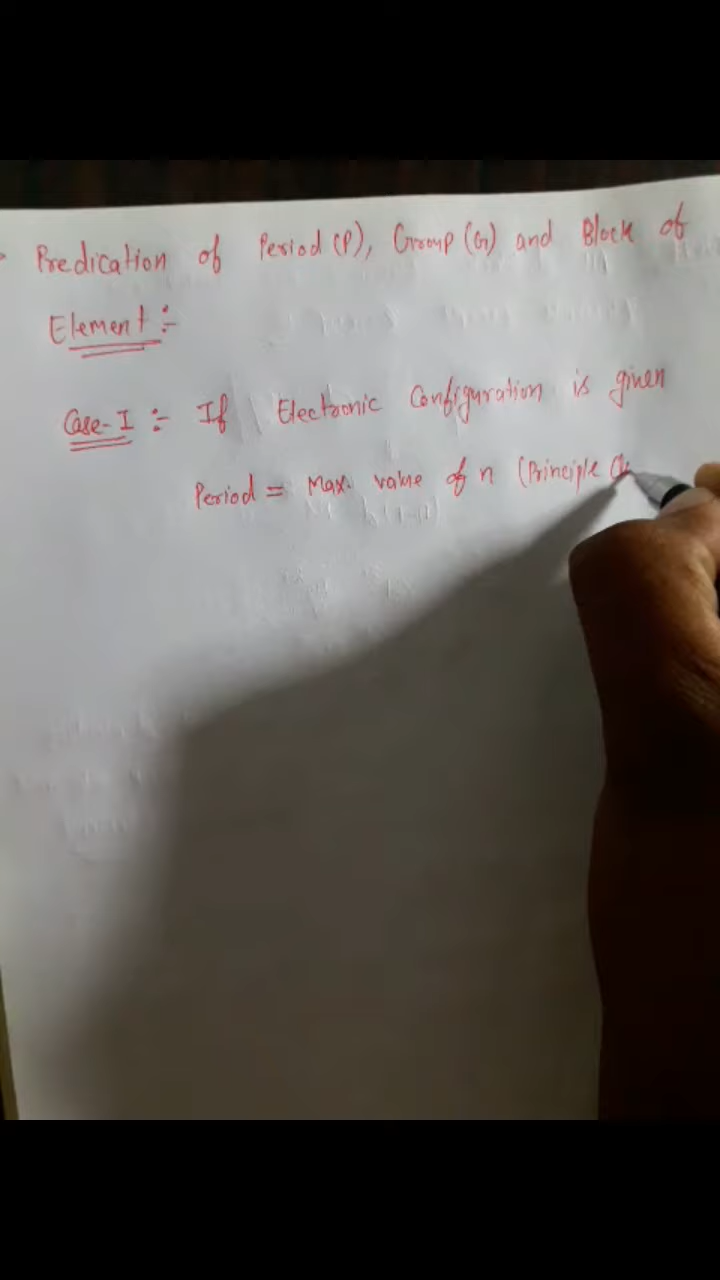 Predication of Period (P), Group (G) and Block of
Element :-
Case-I :- If Electronic Configuration is given
Period = Max. value of n (Principle